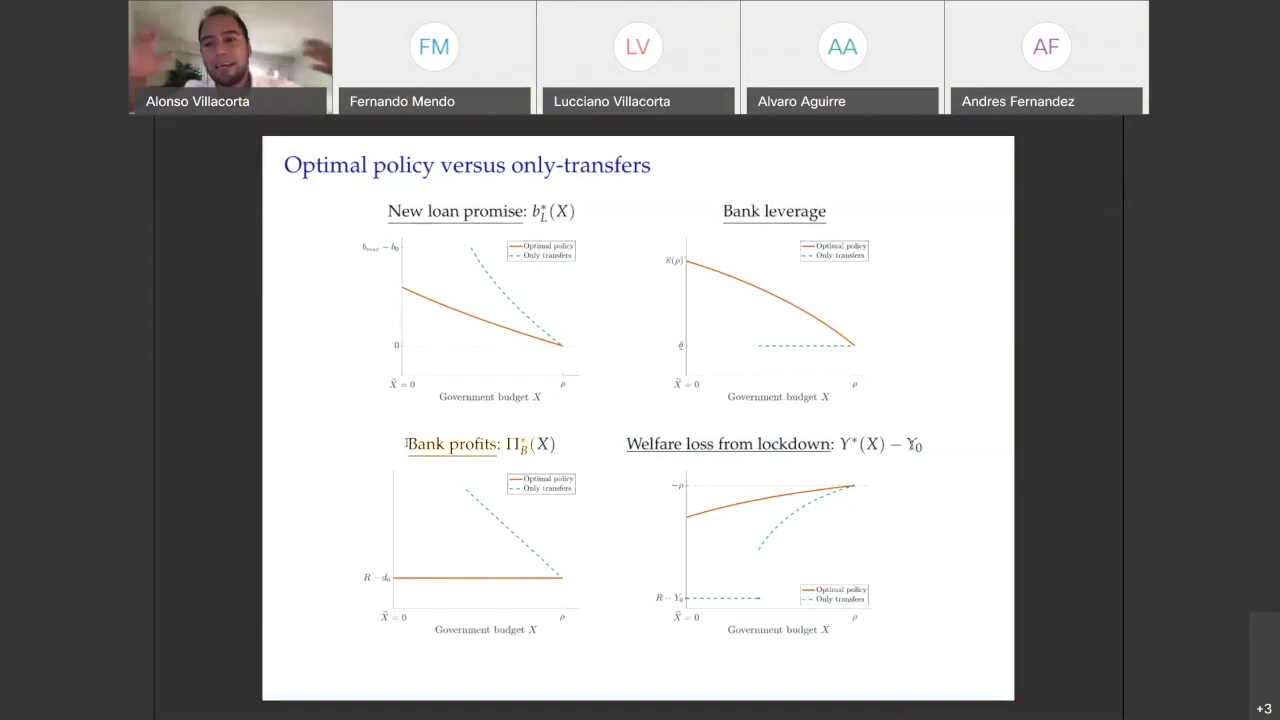 FM
LV
AA
AF
Alonso Villacorta
Fernando Mendo
Lucciano Villacorta
Alvaro Aguirre
Andres Fernandez
Optimal policy versus only-transfers
New loan promise: b*_L(X)
Bank leverage
b_max − b_0
Optimal policy
Only transfers
0
X̃ = 0
ρ
Government budget X
κ̄(ρ)
Optimal policy
Only transfers
θ
X̃ = 0
ρ
Government budget X
Bank profits: Π*_B(X)
Welfare loss from lockdown: Y*(X) − Y_0
Optimal policy
Only transfers
R − d_0
X̃ = 0
ρ
Government budget X
−ρ
R − Y_0
Optimal policy
Only transfers
X̃ = 0
ρ
Government budget X
+3